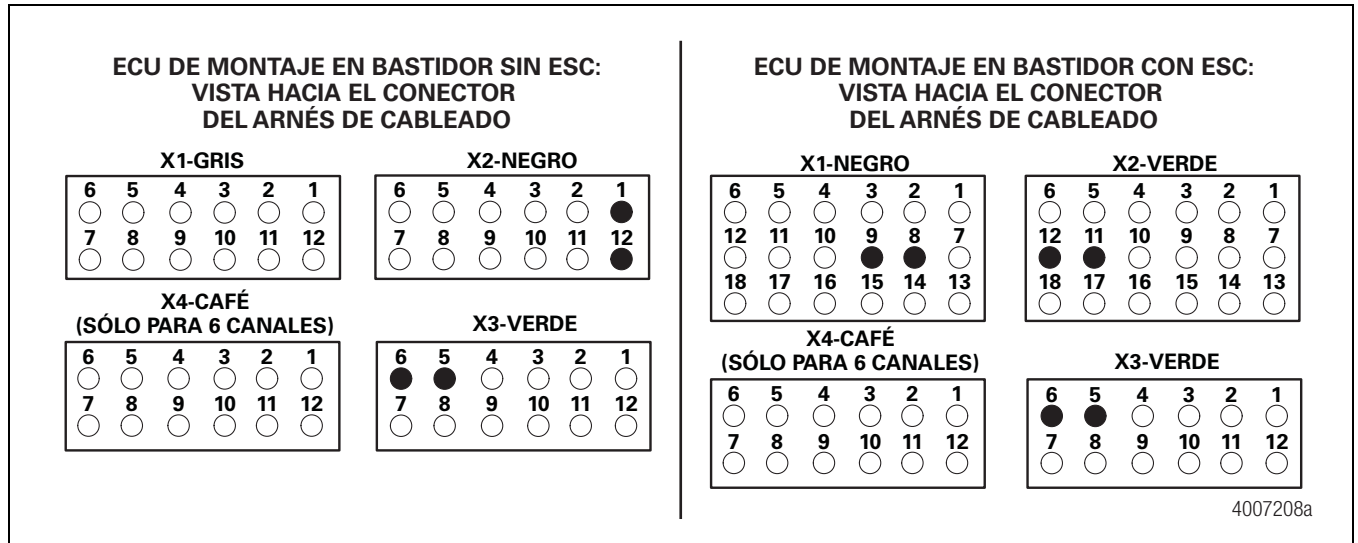 ECU DE MONTAJE EN BASTIDOR SIN ESC:
VISTA HACIA EL CONECTOR
DEL ARNÉS DE CABLEADO
X1-GRIS
6 5 4 3 2 1
7 8 9 10 11 12
X2-NEGRO
6 5 4 3 2 1
7 8 9 10 11 12
X4-CAFÉ
(SÓLO PARA 6 CANALES)
6 5 4 3 2 1
7 8 9 10 11 12
X3-VERDE
6 5 4 3 2 1
7 8 9 10 11 12
ECU DE MONTAJE EN BASTIDOR CON ESC:
VISTA HACIA EL CONECTOR
DEL ARNÉS DE CABLEADO
X1-NEGRO
6 5 4 3 2 1
12 11 10 9 8 7
18 17 16 15 14 13
X2-VERDE
6 5 4 3 2 1
12 11 10 9 8 7
18 17 16 15 14 13
X4-CAFÉ
(SÓLO PARA 6 CANALES)
6 5 4 3 2 1
7 8 9 10 11 12
X3-VERDE
6 5 4 3 2 1
7 8 9 10 11 12
4007208a